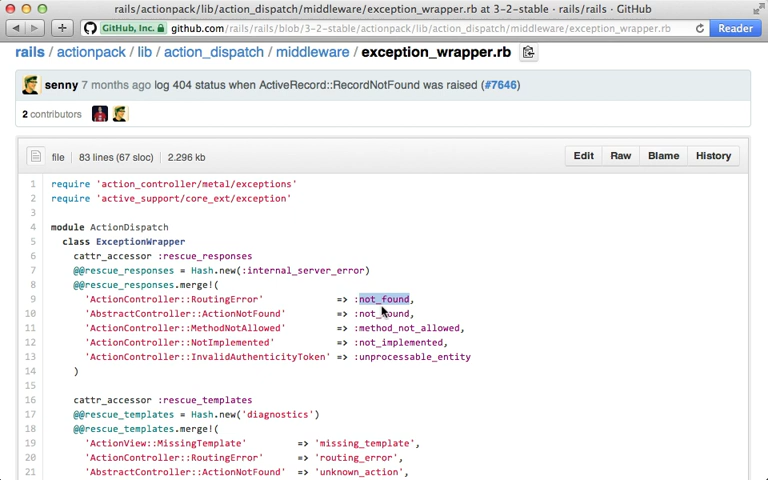 rails/actionpack/lib/action_dispatch/middleware/exception_wrapper.rb at 3-2-stable · rails/rails · GitHub
GitHub, Inc. github.com/rails/rails/blob/3-2-stable/actionpack/lib/action_dispatch/middleware/exception_wrapper.rb Reader
rails / actionpack / lib / action_dispatch / middleware / exception_wrapper.rb
senny 7 months ago log 404 status when ActiveRecord::RecordNotFound was raised (#7646)
2 contributors
file 83 lines (67 sloc) 2.296 kb Edit Raw Blame History
1 require 'action_controller/metal/exceptions'
2 require 'active_support/core_ext/exception'
3
4 module ActionDispatch
5 class ExceptionWrapper
6 cattr_accessor :rescue_responses
7 @@rescue_responses = Hash.new(:internal_server_error)
8 @@rescue_responses.merge!(
9 'ActionController::RoutingError' => :not_found,
10 'AbstractController::ActionNotFound' => :not_found,
11 'ActionController::MethodNotAllowed' => :method_not_allowed,
12 'ActionController::NotImplemented' => :not_implemented,
13 'ActionController::InvalidAuthenticityToken' => :unprocessable_entity
14 )
15
16 cattr_accessor :rescue_templates
17 @@rescue_templates = Hash.new('diagnostics')
18 @@rescue_templates.merge!(
19 'ActionView::MissingTemplate' => 'missing_template',
20 'ActionController::RoutingError' => 'routing_error',
21 'AbstractController::ActionNotFound' => 'unknown_action',